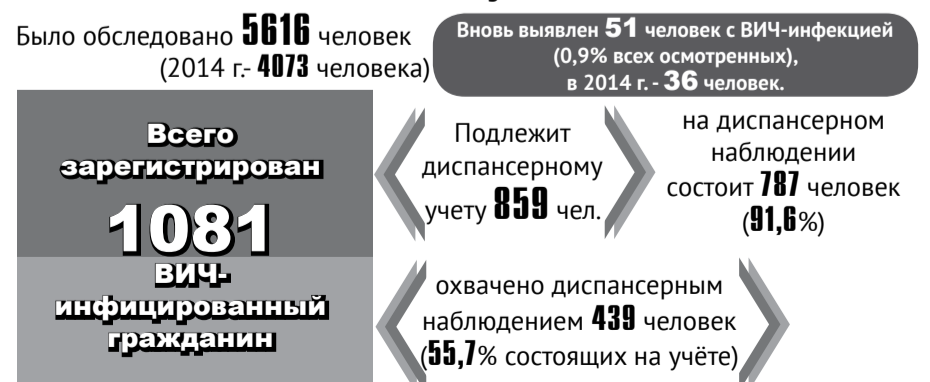 Было обследовано 5616 человек
(2014 г.- 4073 человека)
Вновь выявлен 51 человек с ВИЧ-инфекцией
(0,9% всех осмотренных),
в 2014 г. - 36 человек.
Всего
зарегистрирован
1081
ВИЧ-
инфицированный
гражданин
Подлежит
диспансерному
учету 859 чел.
на диспансерном
наблюдении
состоит 787 человек
(91,6%)
охвачено диспансерным
наблюдением 439 человек
(55,7% состоящих на учёте)